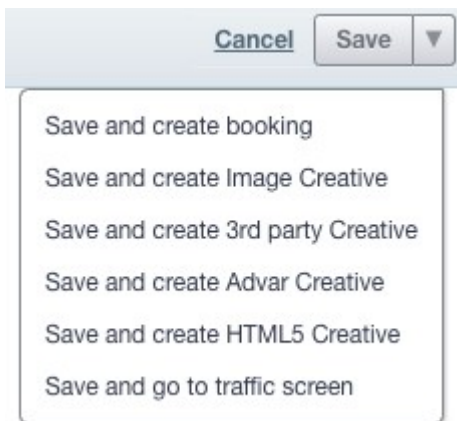 Cancel Save ▼
Save and create booking
Save and create Image Creative
Save and create 3rd party Creative
Save and create Advar Creative
Save and create HTML5 Creative
Save and go to traffic screen